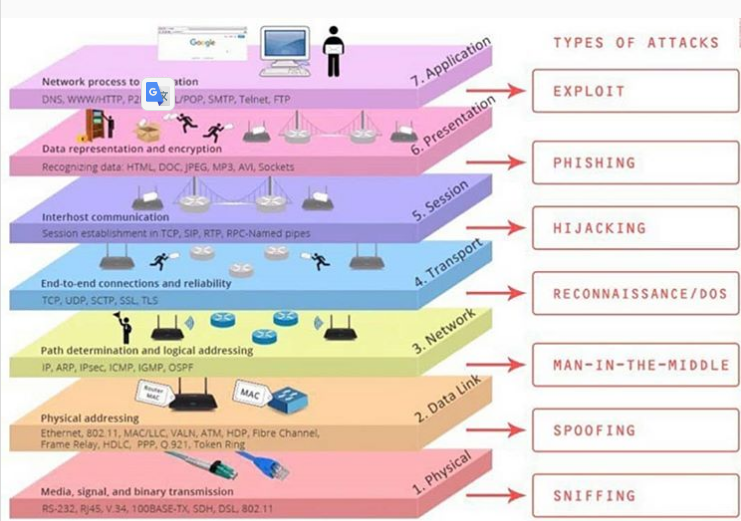 Google
TYPES OF ATTACKS
7. Application
Network process to
DNS, WWW/HTTP, SMTP, Telnet, FTP
EXPLOIT
6. Presentation
Data representation and encryption
Recognizing data: HTML, DOC, JPEG, MP3, AVI, Sockets
PHISHING
5. Session
Interhost communication
Session establishment in TCP, SIP, RTP, RPC-Named pipes
HIJACKING
4. Transport
End-to-end connections and reliability
TCP, UDP, SCTP, SSL, TLS
RECONNAISSANCE/DOS
3. Network
Path determination and logical addressing
IP, ARP, IPsec, ICMP, IGMP, OSPF
MAN-IN-THE-MIDDLE
2. Data Link
Router
MAC
MAC
Physical addressing
Ethernet, 802.11, MAC/LLC, VALN, ATM, HDP, Fibre Channel,
Frame Relay, HDLC, PPP, Q.921, Token Ring
SPOOFING
1. Physical
Media, signal, and binary transmission
RS-232, RJ45, V.34, 100BASE-TX, SDH, DSL, 802.11
SNIFFING